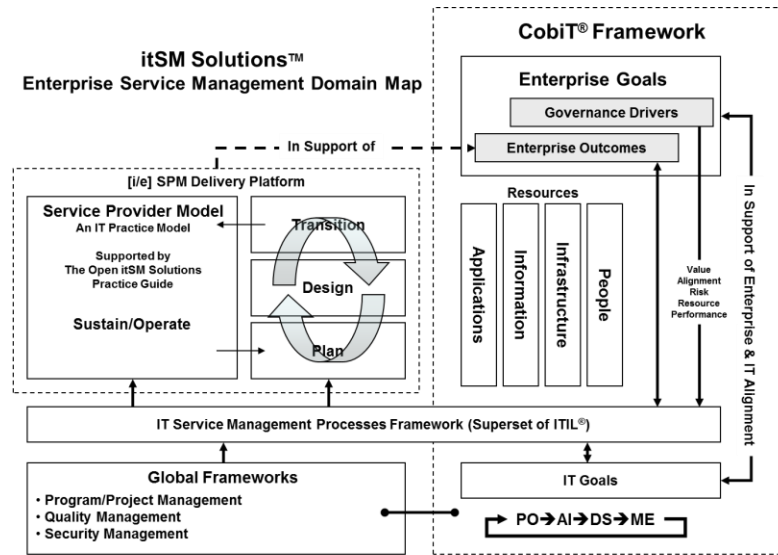 itSM Solutions™
Enterprise Service Management Domain Map
CobiT® Framework
Enterprise Goals
Governance Drivers
Enterprise Outcomes
In Support of
[i/e] SPM Delivery Platform
Service Provider Model
An IT Practice Model
Supported by
The Open itSM Solutions
Practice Guide
Sustain/Operate
Transition
Design
Plan
Resources
Applications
Information
Infrastructure
People
Value
Alignment
Risk
Resource
Performance
In Support of Enterprise & IT Alignment
IT Service Management Processes Framework (Superset of ITIL®)
Global Frameworks
• Program/Project Management
• Quality Management
• Security Management
IT Goals
PO➔AI➔DS➔ME